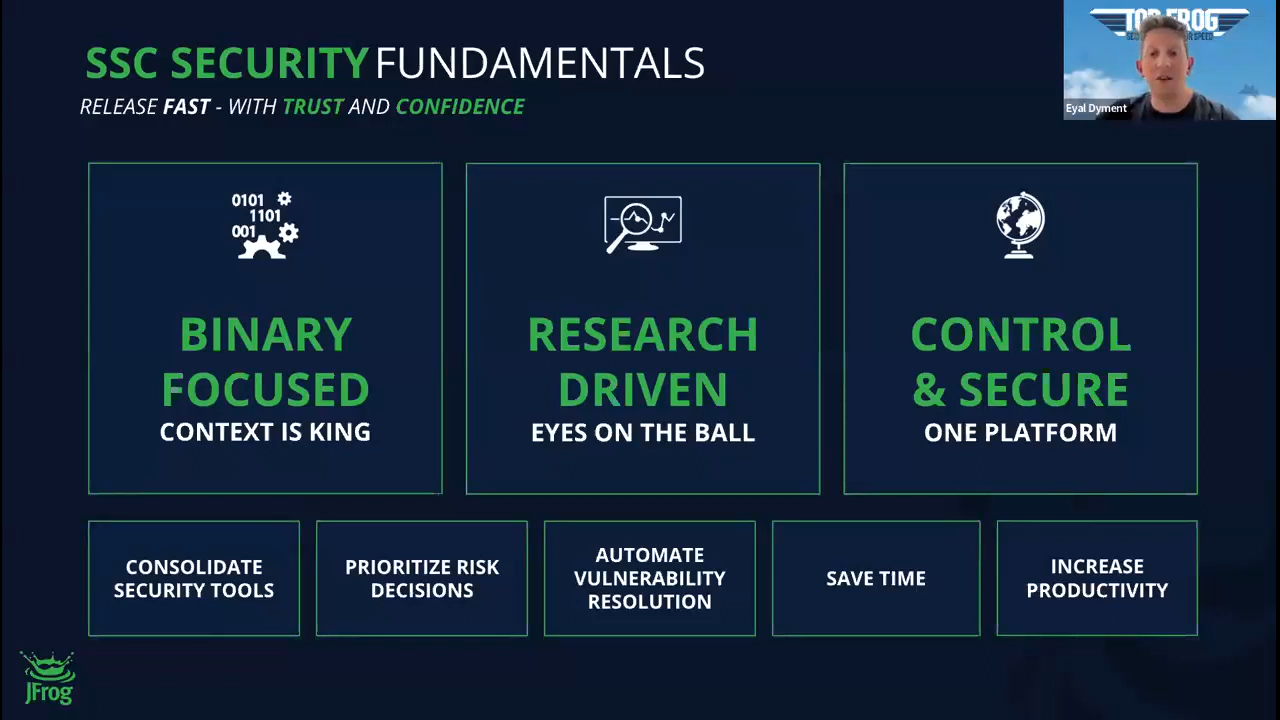 SSC SECURITY FUNDAMENTALS
RELEASE FAST - WITH TRUST AND CONFIDENCE
TOP FROG
Eyal Dyment
0101
1101
001
BINARY
FOCUSED
CONTEXT IS KING
RESEARCH
DRIVEN
EYES ON THE BALL
CONTROL
& SECURE
ONE PLATFORM
CONSOLIDATE
SECURITY TOOLS
PRIORITIZE RISK
DECISIONS
AUTOMATE
VULNERABILITY
RESOLUTION
SAVE TIME
INCREASE
PRODUCTIVITY
JFrog